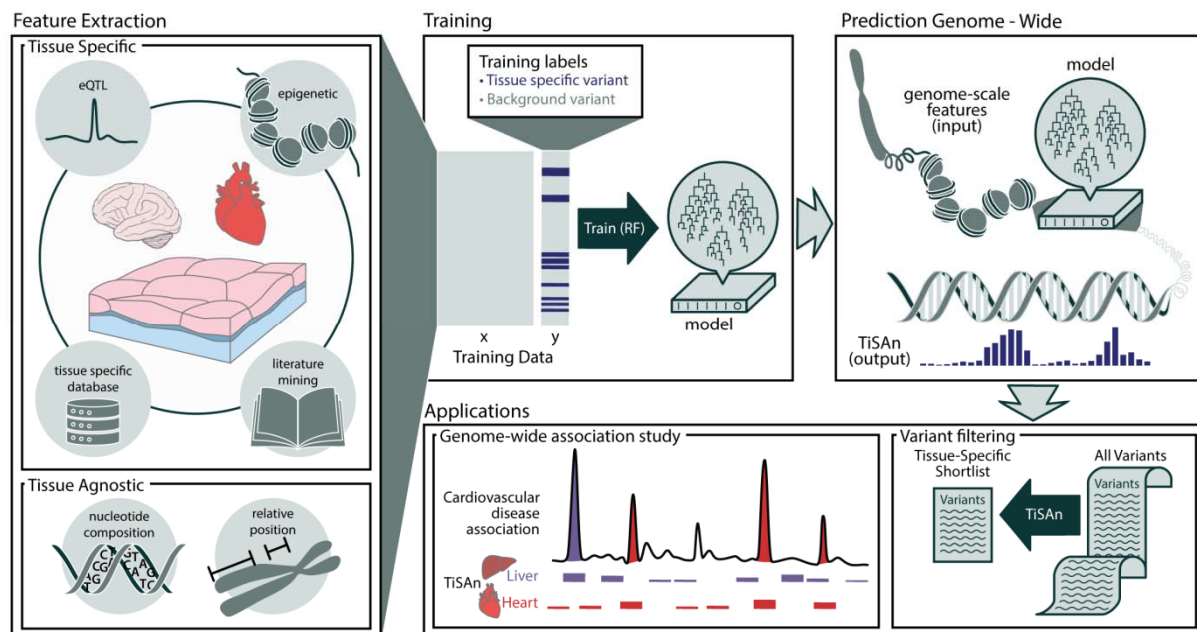 Feature Extraction
Tissue Specific
eQTL
epigenetic
tissue specific
database
literature
mining
Tissue Agnostic
nucleotide
composition
relative
position
Training
Training labels
• Tissue specific variant
• Background variant
x
y
Training Data
Train (RF)
model
Prediction Genome - Wide
model
genome-scale
features
(input)
TiSAn
(output)
Applications
Genome-wide association study
Cardiovascular
disease
association
TiSAn
Liver
Heart
Variant filtering
Tissue-Specific
Shortlist
All Variants
Variants
TiSAn
Variants